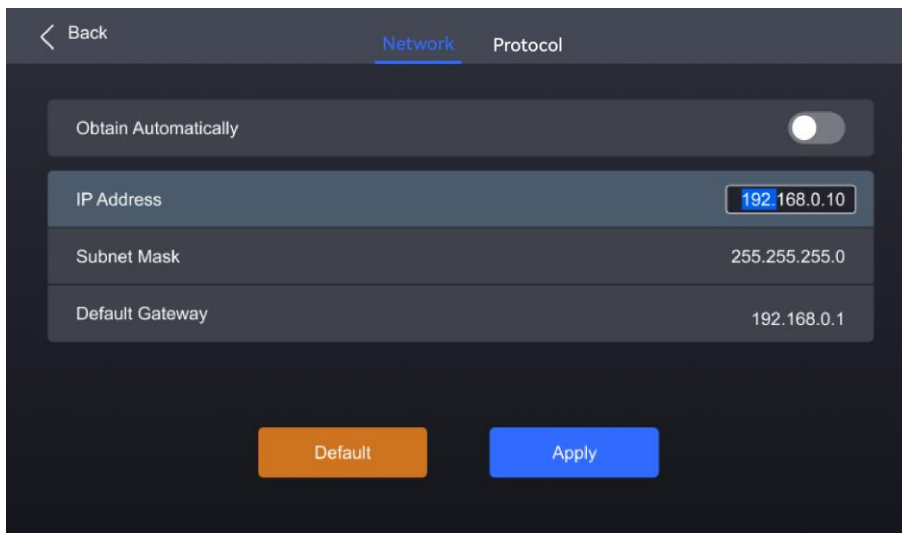 Back
Network Protocol
Obtain Automatically
IP Address 192.168.0.10
Subnet Mask 255.255.255.0
Default Gateway 192.168.0.1
Default Apply